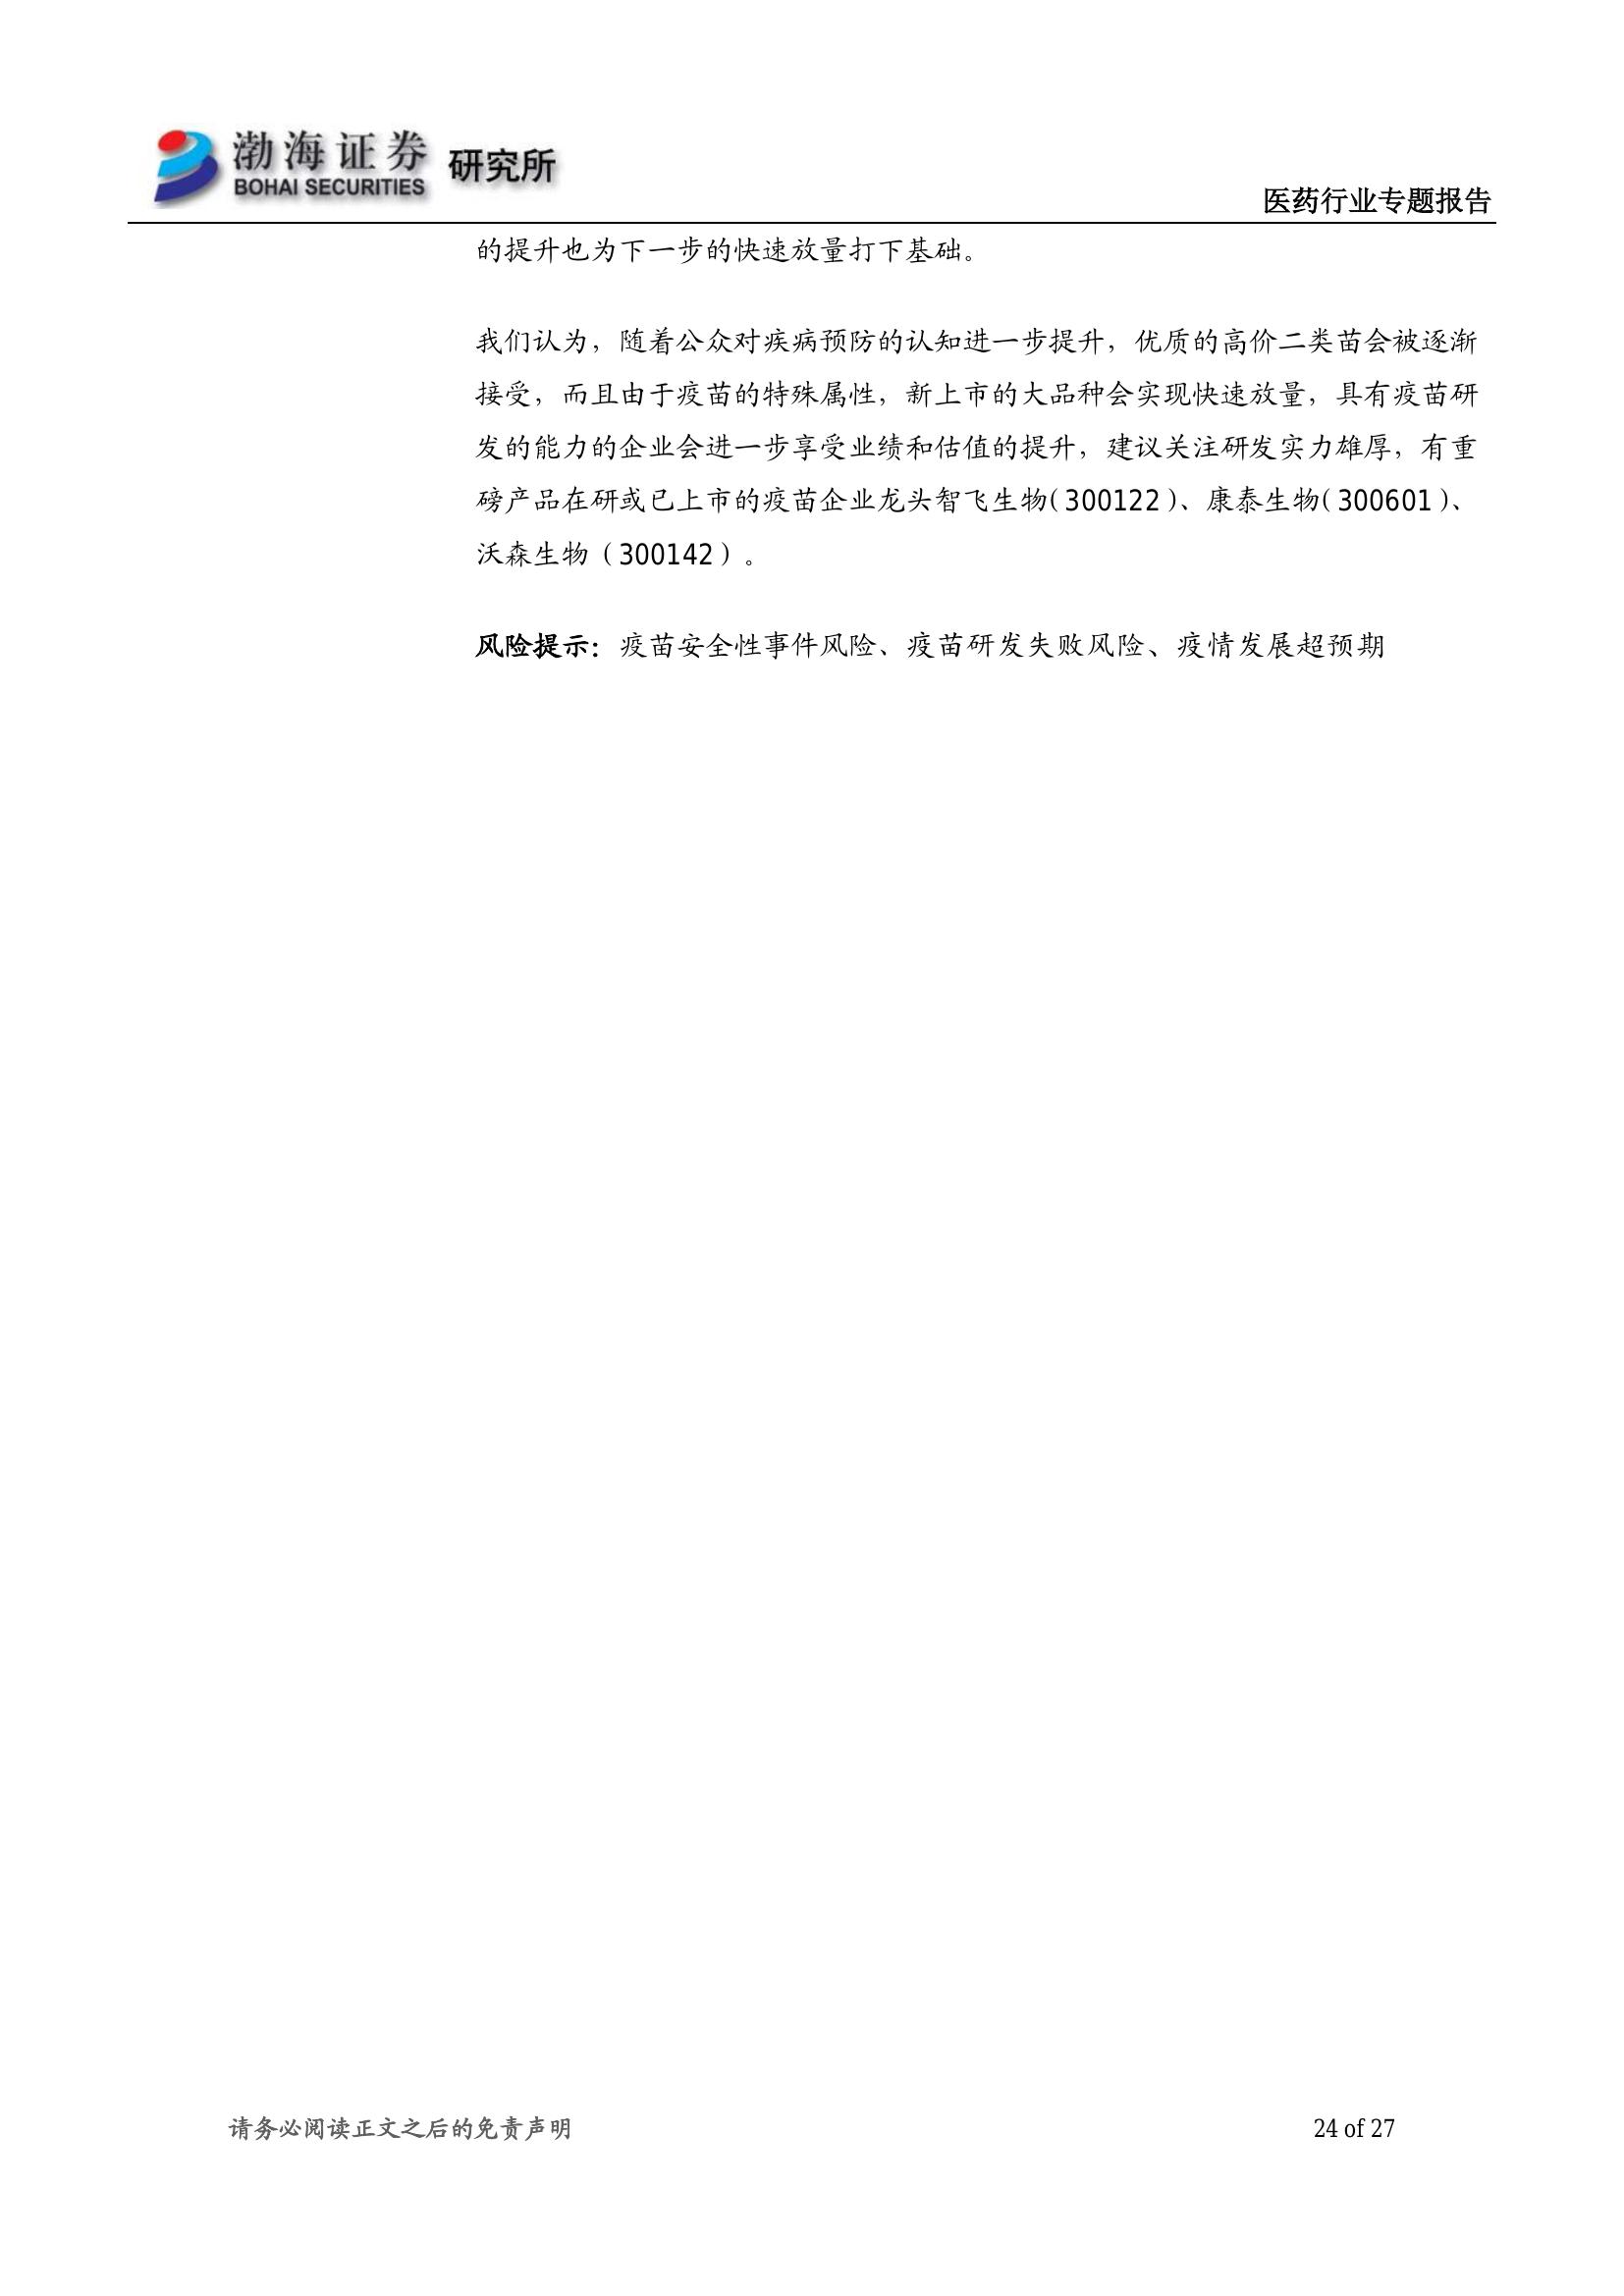 渤海证券
BOHAI SECURITIES
研究所
医药行业专题报告
的提升也为下一步的快速放量打下基础。
我们认为，随着公众对疾病预防的认知进一步提升，优质的高价二类苗会被逐渐
接受，而且由于疫苗的特殊属性，新上市的大品种会实现快速放量，具有疫苗研
发的能力的企业会进一步享受业绩和估值的提升，建议关注研发实力雄厚，有重
磅产品在研或已上市的疫苗企业龙头智飞生物（300122）、康泰生物（300601）、
沃森生物（300142）。
风险提示：疫苗安全性事件风险、疫苗研发失败风险、疫情发展超预期
请务必阅读正文之后的免责声明
24 of 27